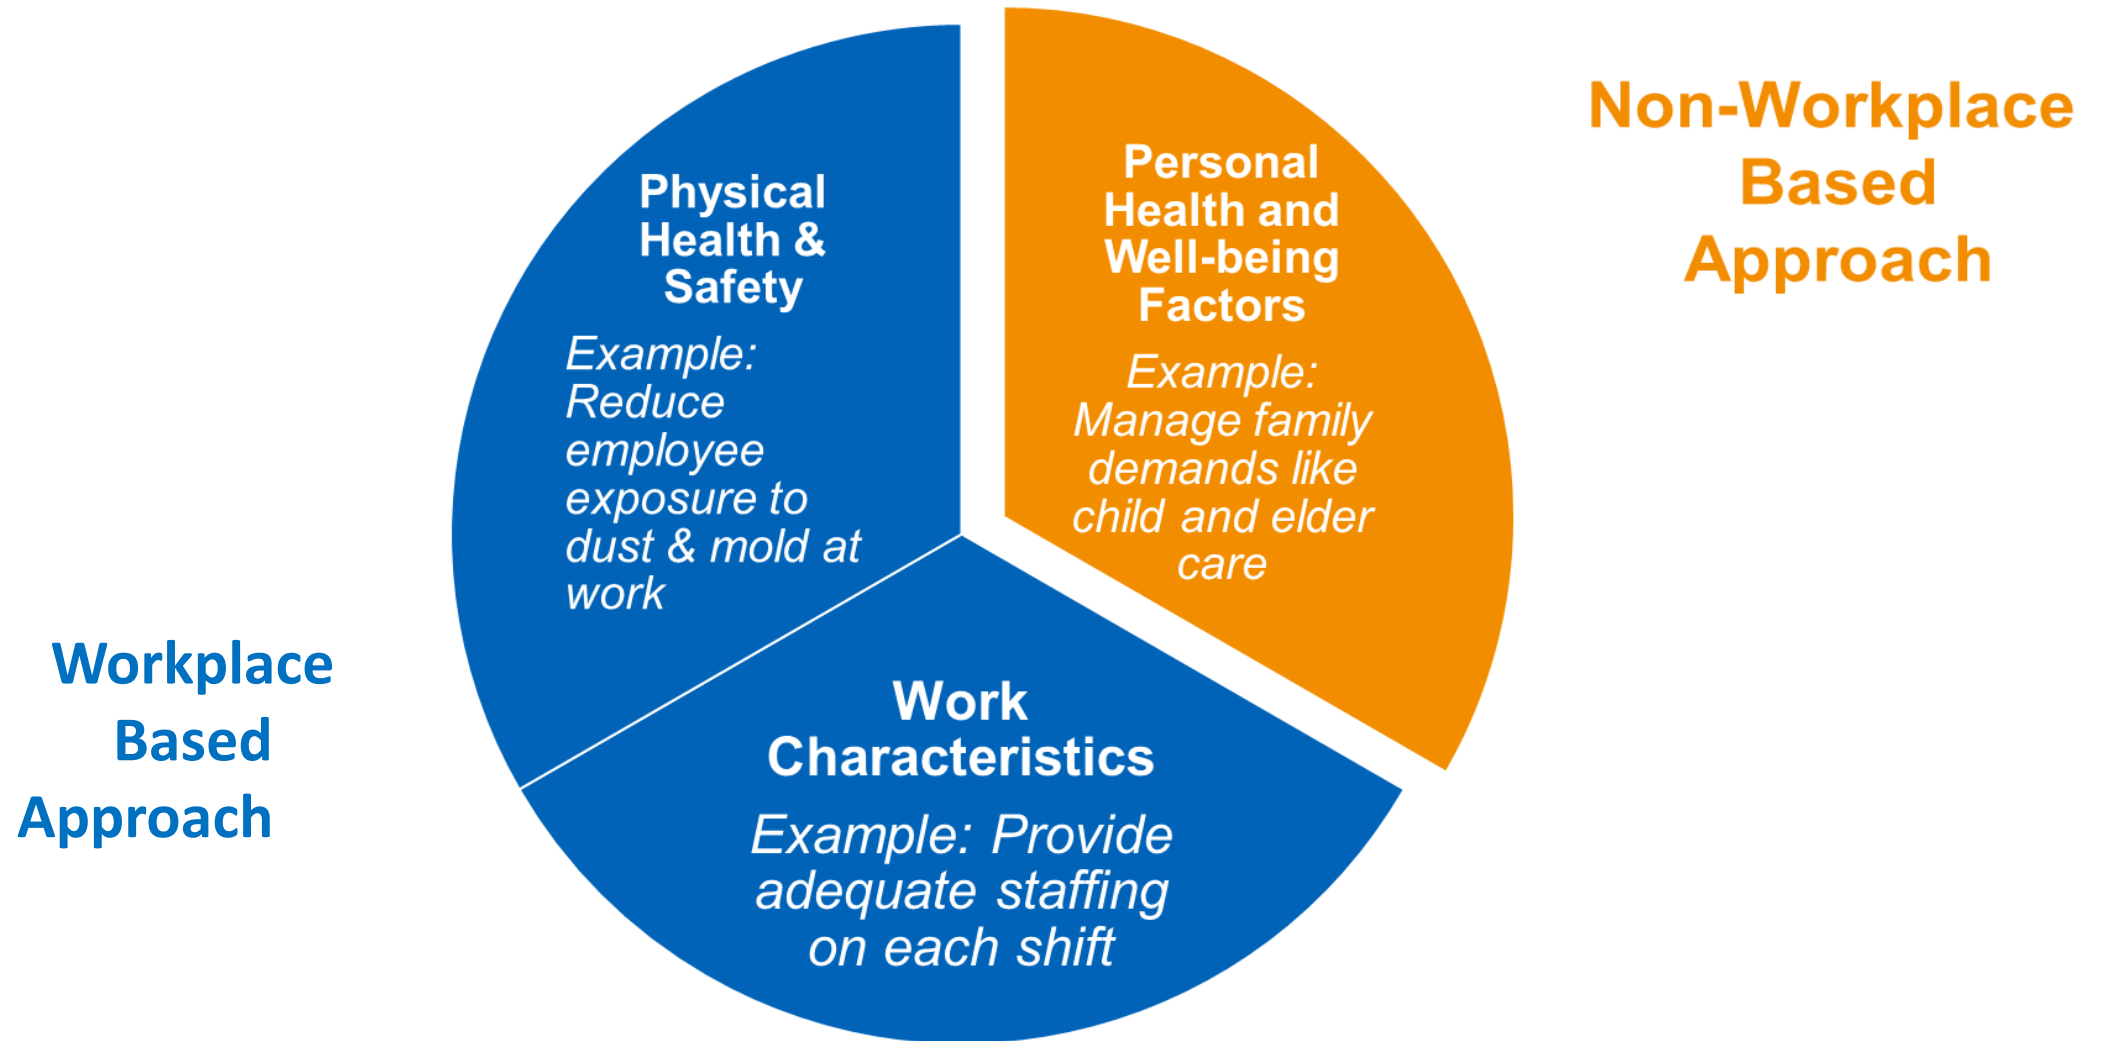 Physical
Health &
Safety
Example:
Reduce
employee
exposure to
dust & mold at
work
Personal
Health and
Well-being
Factors
Example:
Manage family
demands like
child and elder
care
Non-Workplace
Based
Approach
Workplace
Based
Approach
Work
Characteristics
Example: Provide
adequate staffing
on each shift